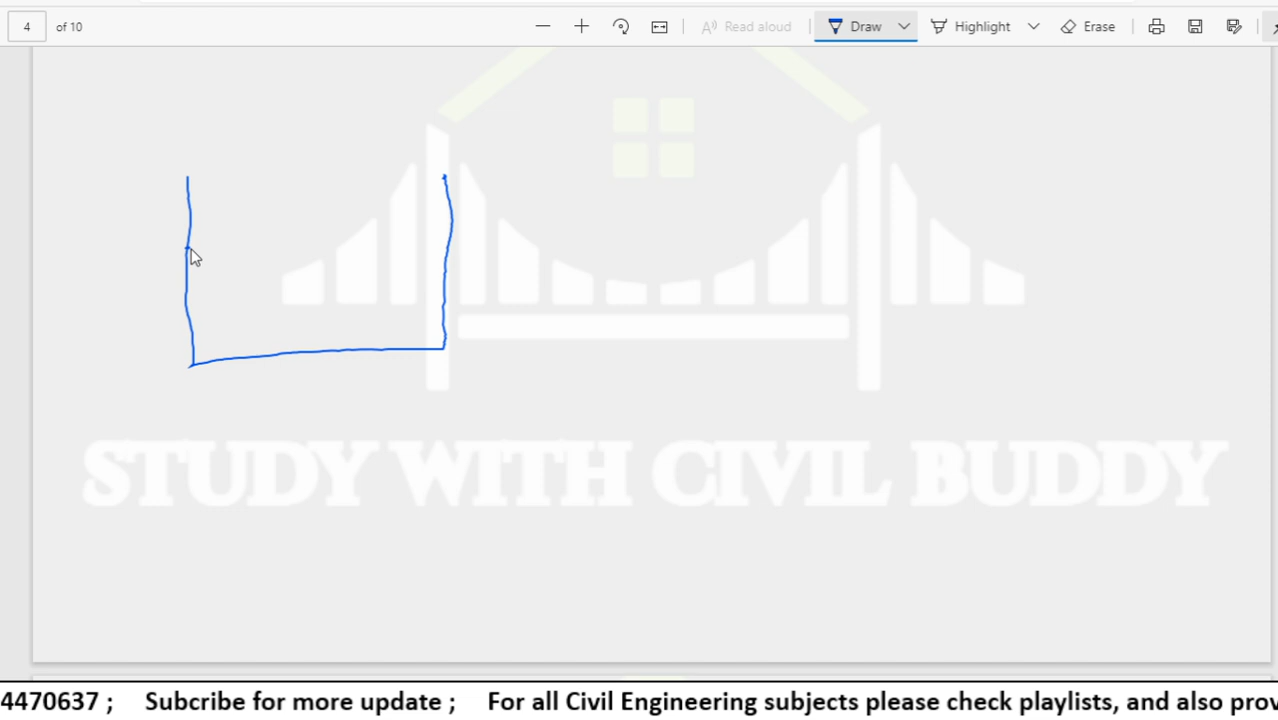 4 of 10 Read aloud Draw Highlight Erase
STUDY WITH CIVIL BUDDY
4470637 ; Subcribe for more update ; For all Civil Engineering subjects please check playlists, and also prov